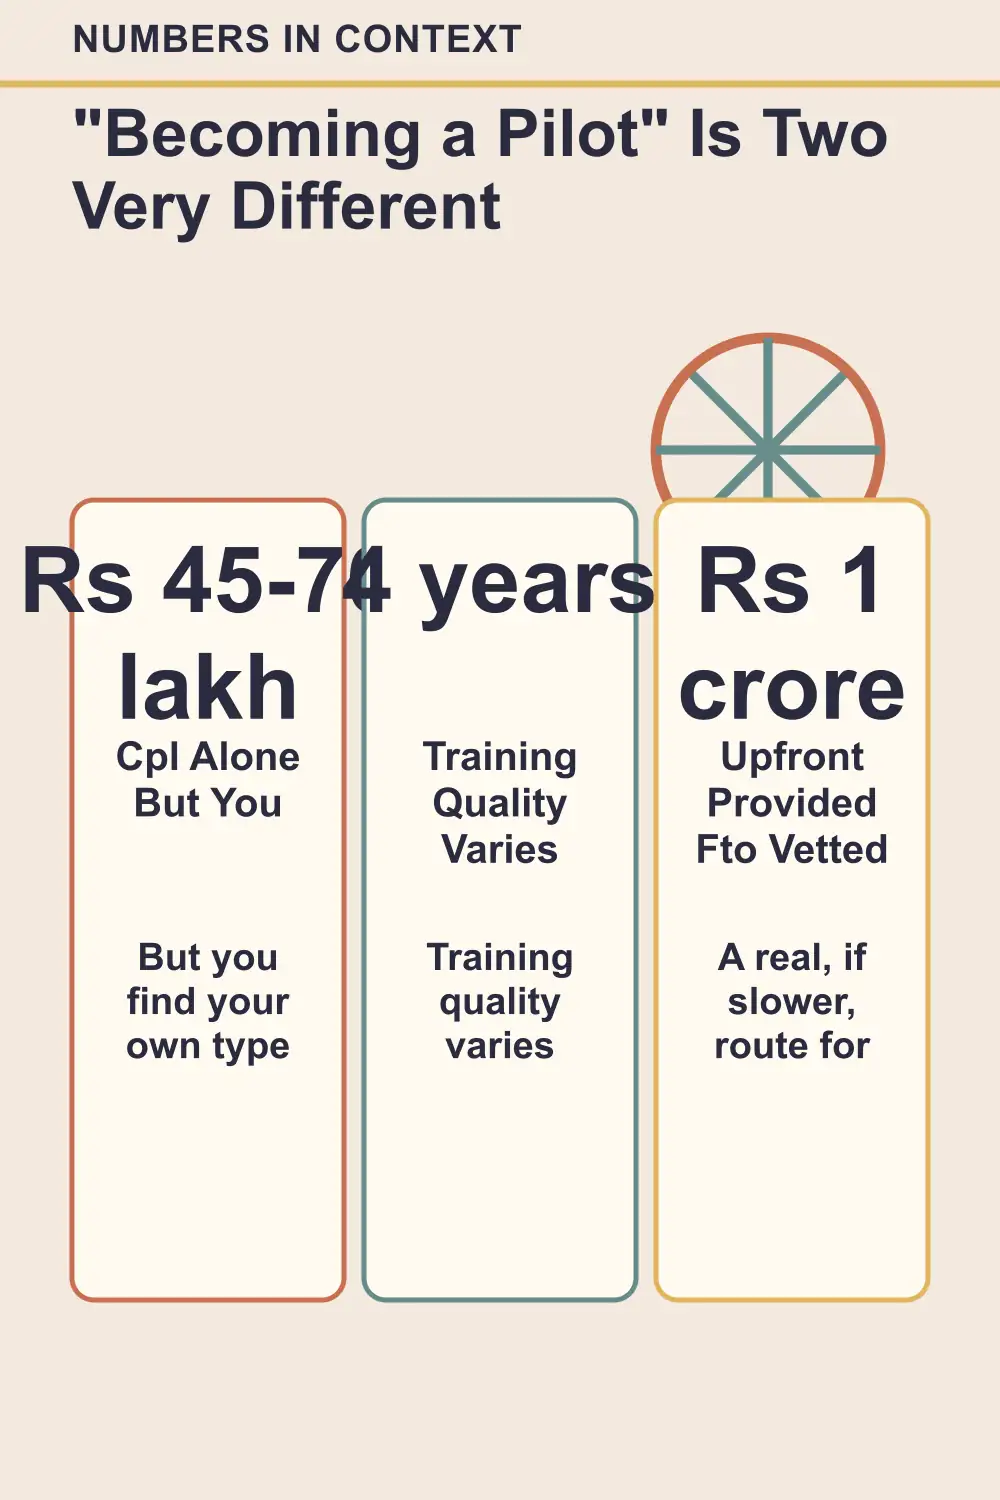 NUMBERS IN CONTEXT
"Becoming a Pilot" Is Two
Very Different
Rs
lakh
Cpl Alone
But You
But you
find your
own type
4 years
Training
Quality
Varies
Training
quality
varies
Rs 1
crore
Upfront
Provided
Fto Vetted
A real, if
slower,
route for